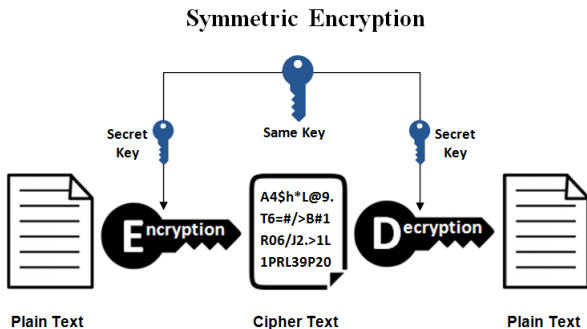 Symmetric Encryption
Secret
Key
Same Key
Secret
Key
A4$h*L@9.
T6=#/>B#1
R06/J2.>1L
1PRL39P20
Encryption
Decryption
Plain Text
Cipher Text
Plain Text